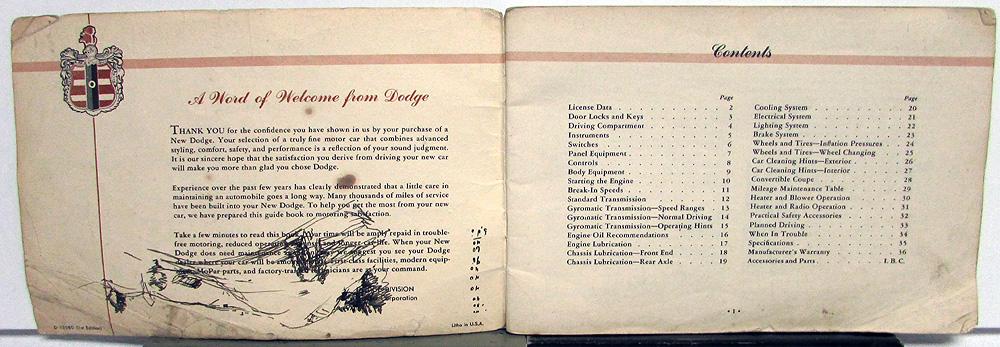 A Word of Welcome from Dodge
THANK YOU for the confidence you have shown in us by your purchase of a
New Dodge. Your selection of a truly fine motor car that combines advanced
styling, comfort, safety, and performance is a reflection of your sound judgment.
It is our sincere hope that the satisfaction you derive from driving your new car
will make you more than glad you chose Dodge.
Experience over the past few years has clearly demonstrated that a little care in
maintaining an automobile goes a long way. Many thousands of miles of service
have been built into your New Dodge. To help you get the most from your new
car, we have prepared this guide book to motoring satisfaction.
Take a few minutes to read this book. Your time will be amply repaid in trouble-
free motoring, reduced operating and longer car life. When your New
Dodge does need maintenance we suggest you see your Dodge
dealer where your car will be among first-class facilities, modern equip-
ment, MoPar parts, and factory-trained technicians are at your command.
DIVISION
Corporation
(1st Edition)
Litho in U.S.A.
Contents
Page
License Data . . . . . . . 2
Door Locks and Keys . . . . . 3
Driving Compartment . . . . . 4
Instruments . . . . . . . 5
Switches . . . . . . . 6
Panel Equipment . . . . . . 7
Controls . . . . . . . 8
Body Equipment . . . . . . 9
Starting the Engine . . . . . 10
Break-In Speeds . . . . . . 11
Standard Transmission . . . . . 12
Gyromatic Transmission—Speed Ranges . 13
Gyromatic Transmission—Normal Driving 14
Gyromatic Transmission—Operating Hints 15
Engine Oil Recommendations . . . 16
Engine Lubrication . . . . . 17
Chassis Lubrication—Front End . . . 18
Chassis Lubrication—Rear Axle . . . 19
Page
Cooling System . . . . . . 20
Electrical System . . . . . . 21
Lighting System . . . . . . 22
Brake System . . . . . . 23
Wheels and Tires—Inflation Pressures . . 24
Wheels and Tires—Wheel Changing . . 25
Car Cleaning Hints—Exterior . . . . 26
Car Cleaning Hints—Interior . . . . 27
Convertible Coupe . . . . . 28
Mileage Maintenance Table . . . . 29
Heater and Blower Operation . . . 30
Heater and Radio Operation . . . . 31
Practical Safety Accessories . . . . 32
Planned Driving . . . . . . 33
When In Trouble . . . . . . 34
Specifications . . . . . . 35
Manufacturer's Warranty . . . . . 36
Accessories and Parts . . . . . I. B. C.
• 1 •